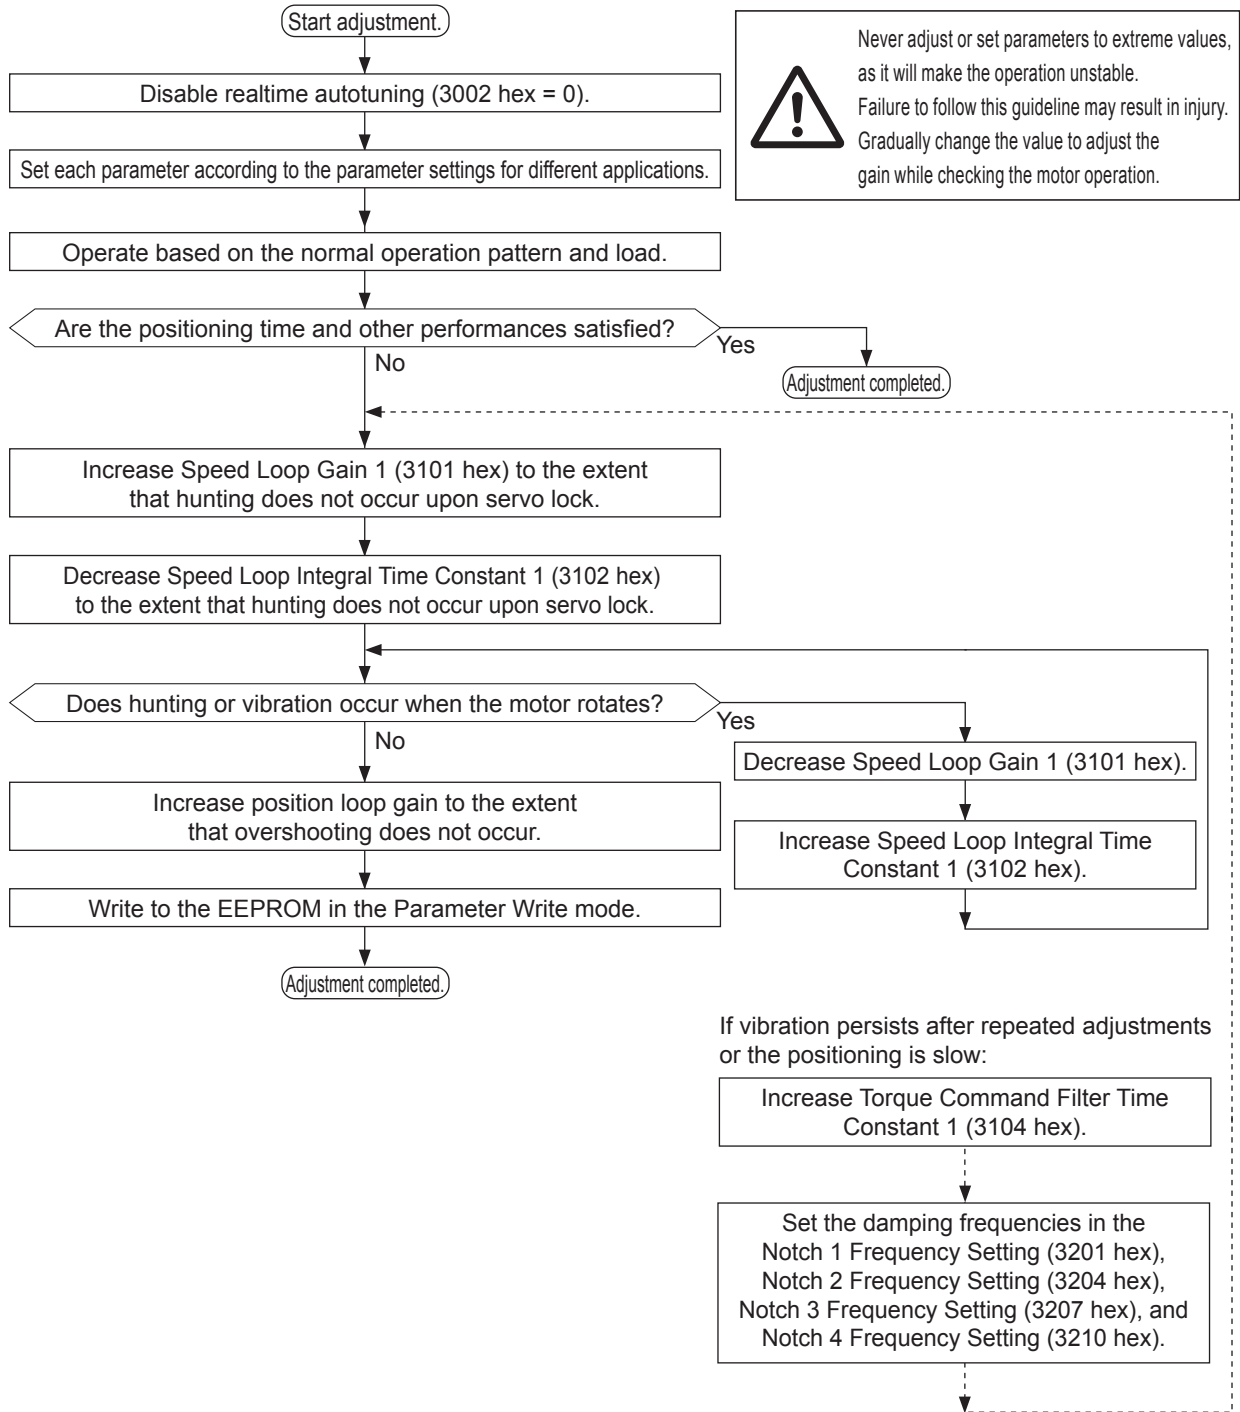 Start adjustment.
Never adjust or set parameters to extreme values,
as it will make the operation unstable.
Failure to follow this guideline may result in injury.
Gradually change the value to adjust the
gain while checking the motor operation.
Disable realtime autotuning (3002 hex = 0).
Set each parameter according to the parameter settings for different applications.
Operate based on the normal operation pattern and load.
Are the positioning time and other performances satisfied?
Yes
No
Adjustment completed.
Increase Speed Loop Gain 1 (3101 hex) to the extent
that hunting does not occur upon servo lock.
Decrease Speed Loop Integral Time Constant 1 (3102 hex)
to the extent that hunting does not occur upon servo lock.
Does hunting or vibration occur when the motor rotates?
Yes
No
Decrease Speed Loop Gain 1 (3101 hex).
Increase Speed Loop Integral Time
Constant 1 (3102 hex).
Increase position loop gain to the extent
that overshooting does not occur.
Write to the EEPROM in the Parameter Write mode.
Adjustment completed.
If vibration persists after repeated adjustments
or the positioning is slow:
Increase Torque Command Filter Time
Constant 1 (3104 hex).
Set the damping frequencies in the
Notch 1 Frequency Setting (3201 hex),
Notch 2 Frequency Setting (3204 hex),
Notch 3 Frequency Setting (3207 hex), and
Notch 4 Frequency Setting (3210 hex).